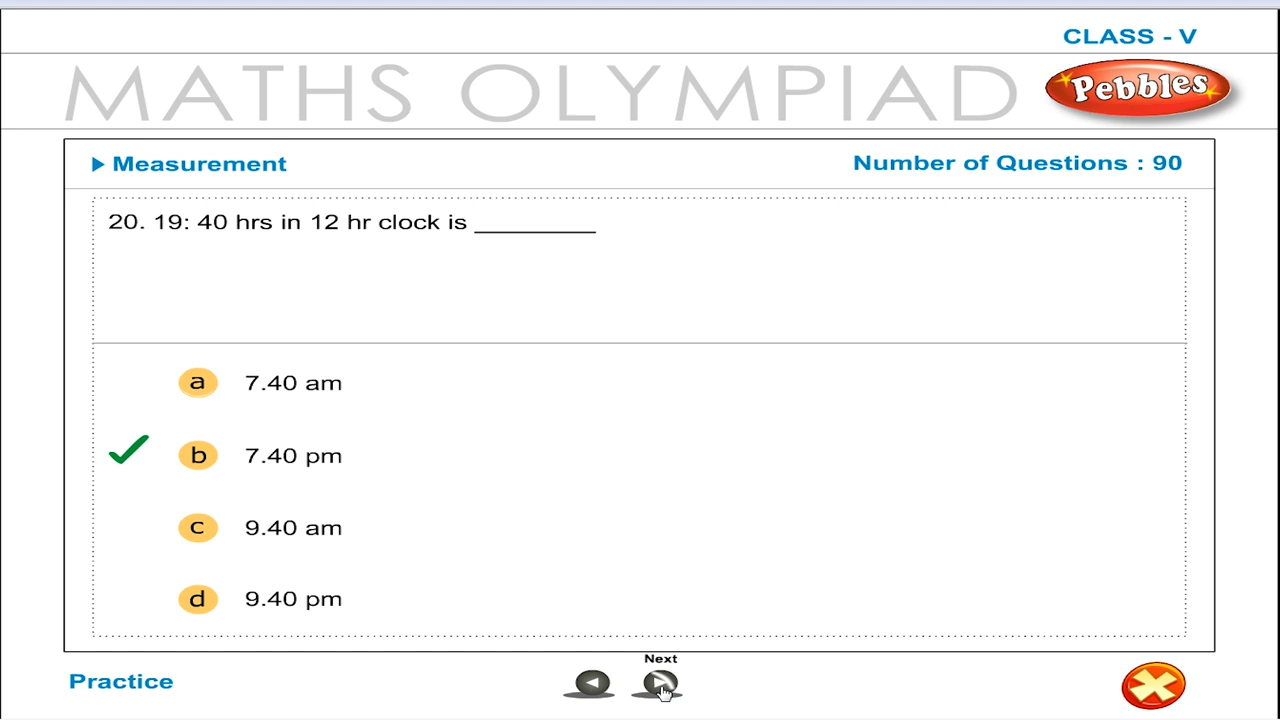 CLASS - V
MATHS OLYMPIAD
Pebbles
Measurement
Number of Questions : 90
20. 19: 40 hrs in 12 hr clock is __________
a 7.40 am
b 7.40 pm
c 9.40 am
d 9.40 pm
Next
Practice